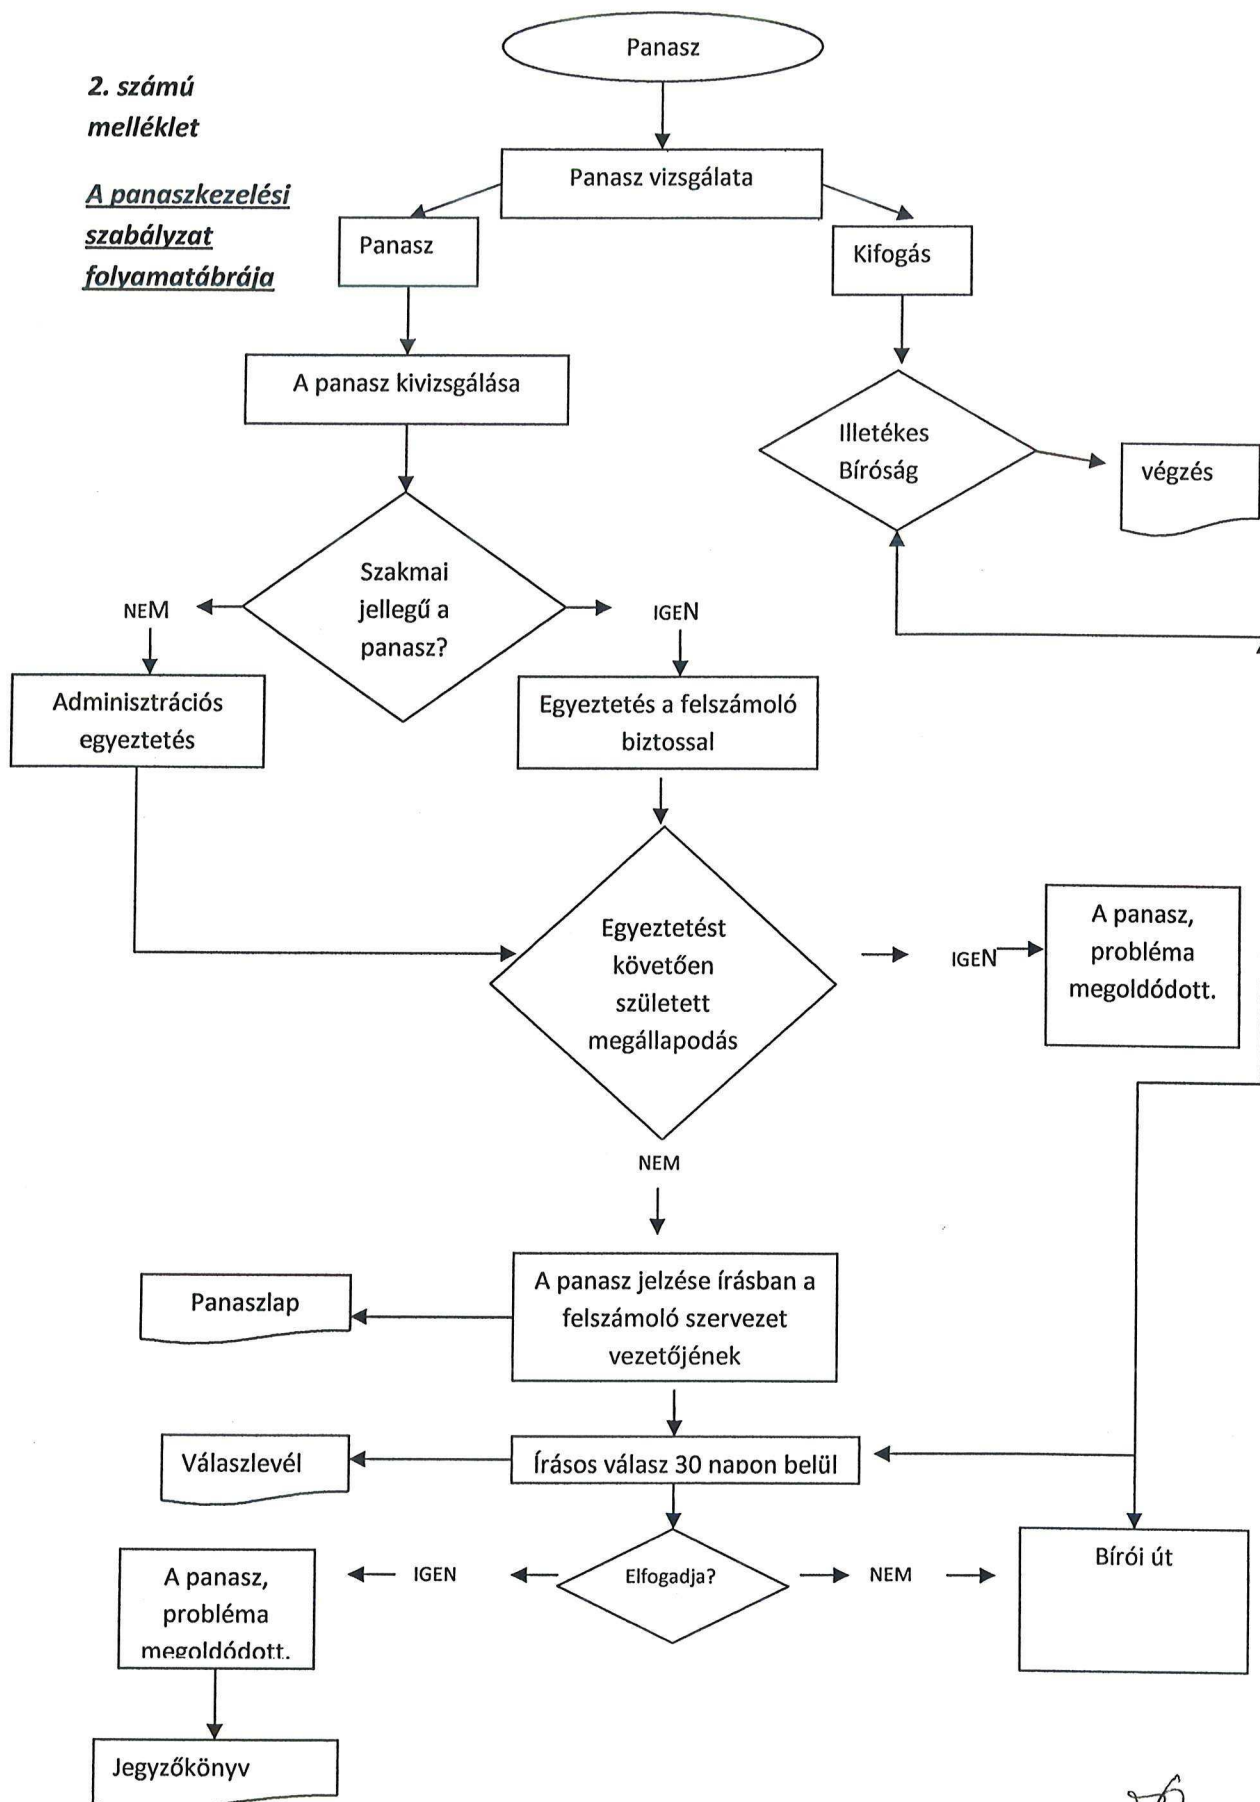 Panasz
2. számú
melléklet
A panaszkezelési
szabályzat
folyamatábrája
Panasz vizsgálata
Panasz
Kifogás
A panasz kivizsgálása
Illetékes
Bíróság
végzés
Szakmai
jellegű a
panasz?
NEM
IGEN
Adminisztrációs
egyeztetés
Egyeztetés a felszámoló
biztossal
Egyeztetést
követően
született
megállapodás
IGEN
A panasz,
probléma
megoldódott.
NEM
A panasz jelzése írásban a
felszámoló szervezet
vezetőjének
Panaszlap
Írásos válasz 30 napon belül
Válaszlevél
Elfogadja?
IGEN
NEM
A panasz,
probléma
megoldódott.
Bírói út
Jegyzőkönyv